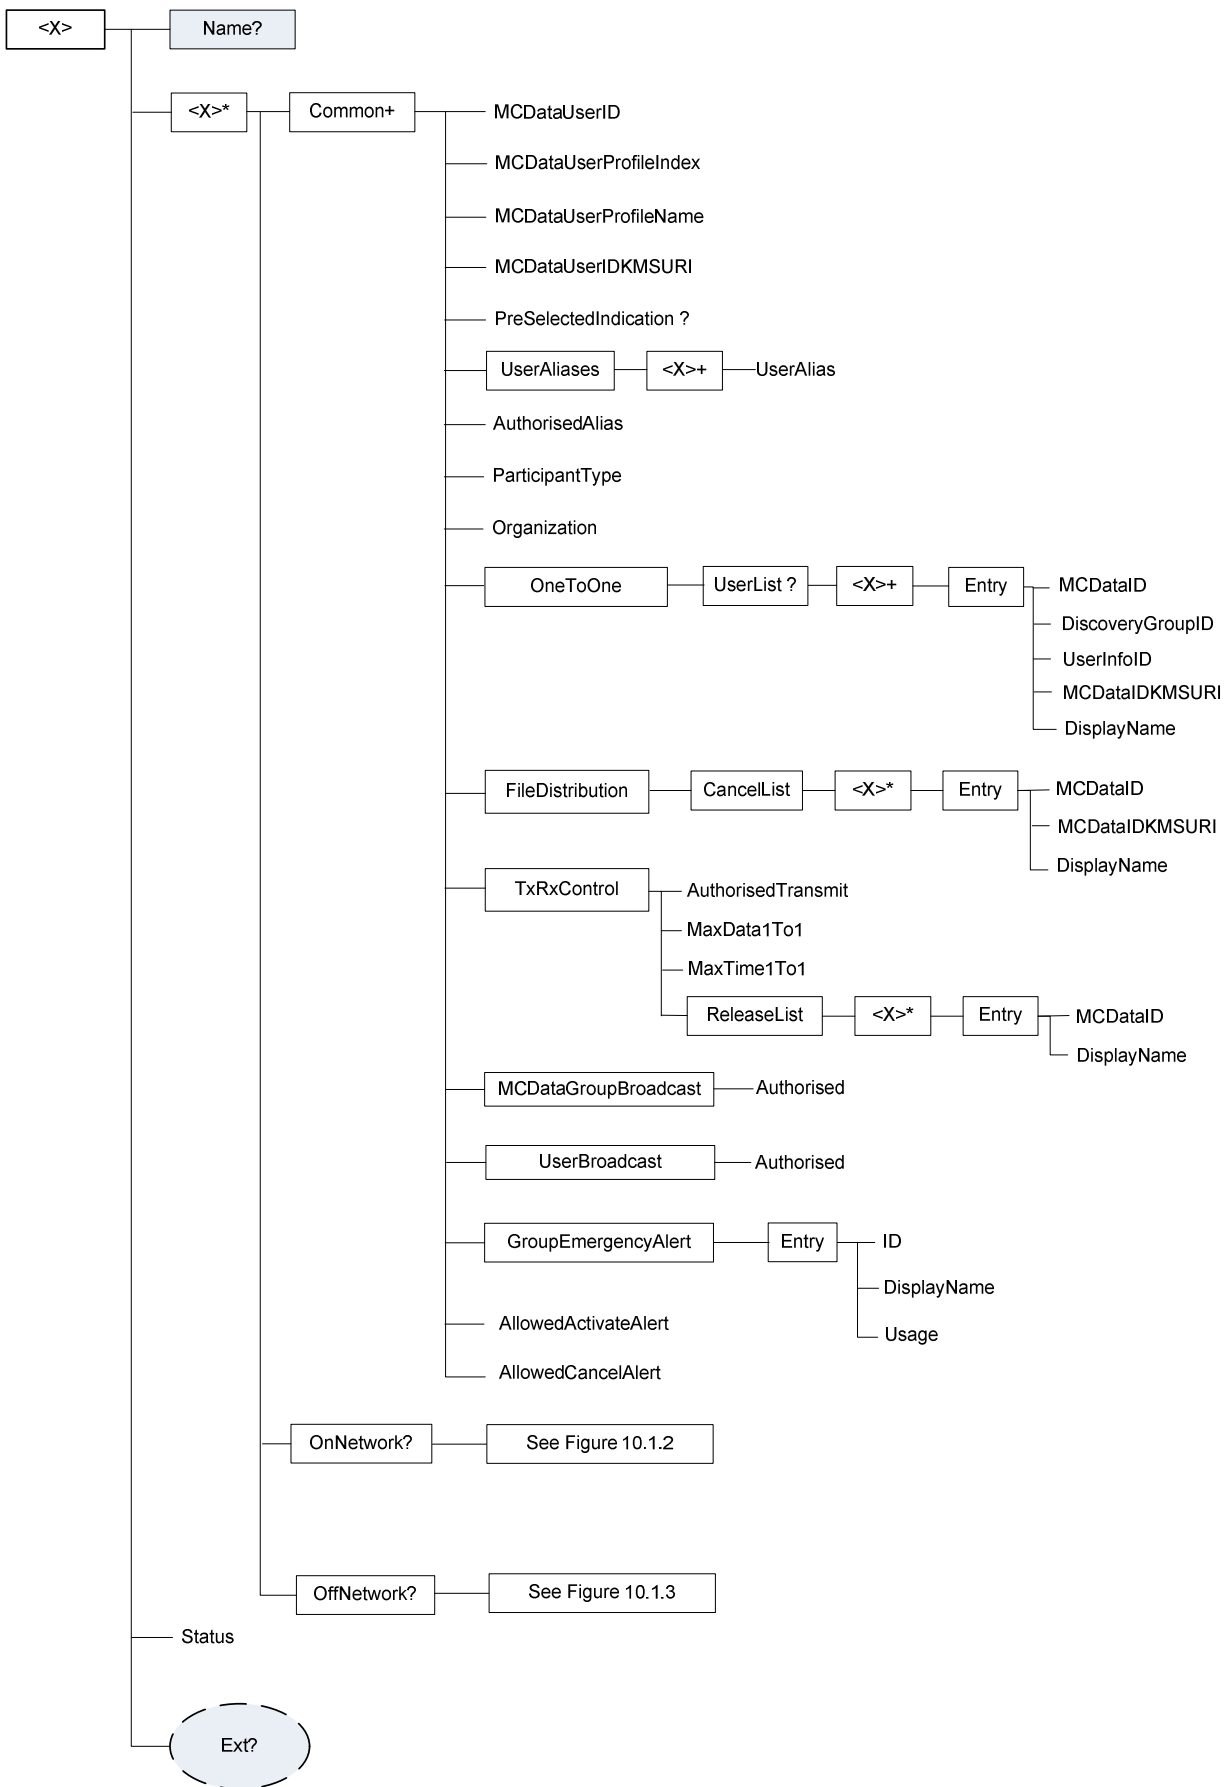 <X>
Name?
<X>*
Common+
MCDataUserID
MCDataUserProfileIndex
MCDataUserProfileName
MCDataUserIDKMSURI
PreSelectedIndication ?
UserAliases
<X>+
UserAlias
AuthorisedAlias
ParticipantType
Organization
OneToOne
UserList ?
<X>+
Entry
MCDataID
DiscoveryGroupID
UserInfoID
MCDataIDKMSURI
DisplayName
FileDistribution
CancelList
<X>*
Entry
MCDataID
MCDataIDKMSURI
DisplayName
TxRxControl
AuthorisedTransmit
MaxData1To1
MaxTime1To1
ReleaseList
<X>*
Entry
MCDataID
DisplayName
MCDataGroupBroadcast
Authorised
UserBroadcast
Authorised
GroupEmergencyAlert
Entry
ID
DisplayName
Usage
AllowedActivateAlert
AllowedCancelAlert
OnNetwork?
See Figure 10.1.2
OffNetwork?
See Figure 10.1.3
Status
Ext?